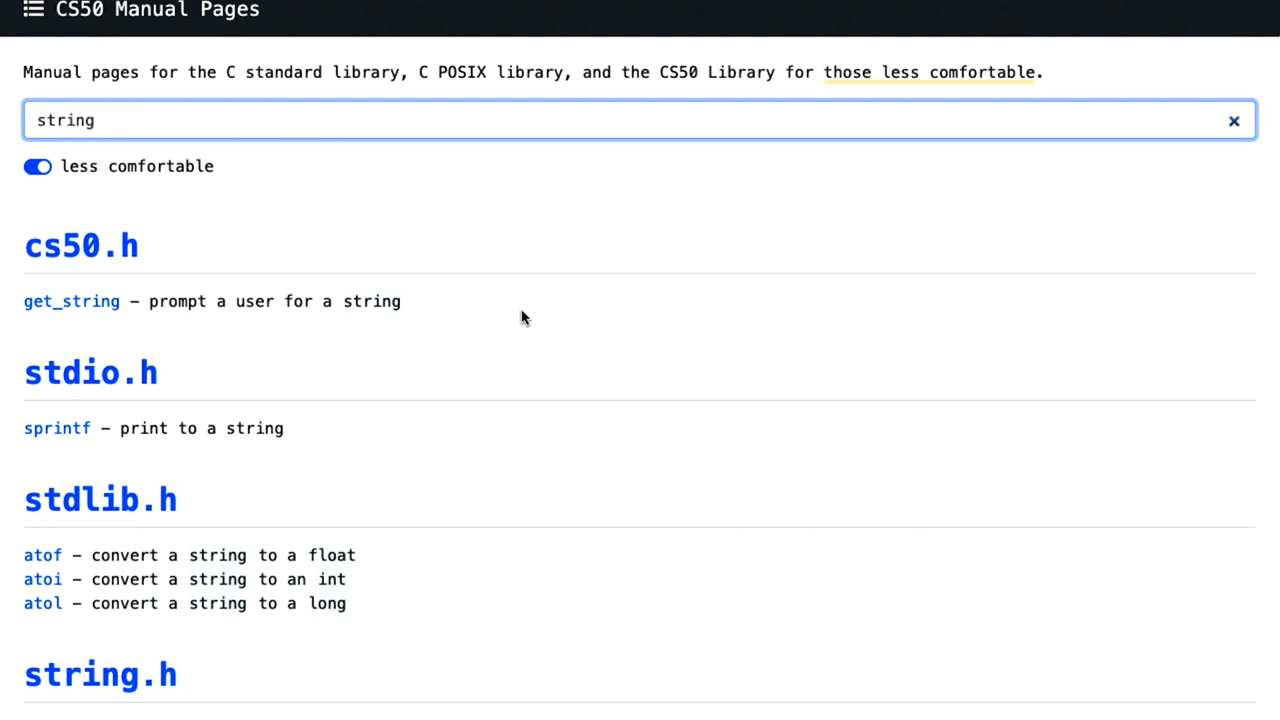 CS50 Manual Pages
Manual pages for the C standard library, C POSIX library, and the CS50 Library for those less comfortable.
string ×
less comfortable
cs50.h
get_string – prompt a user for a string
stdio.h
sprintf – print to a string
stdlib.h
atof – convert a string to a float
atoi – convert a string to an int
atol – convert a string to a long
string.h